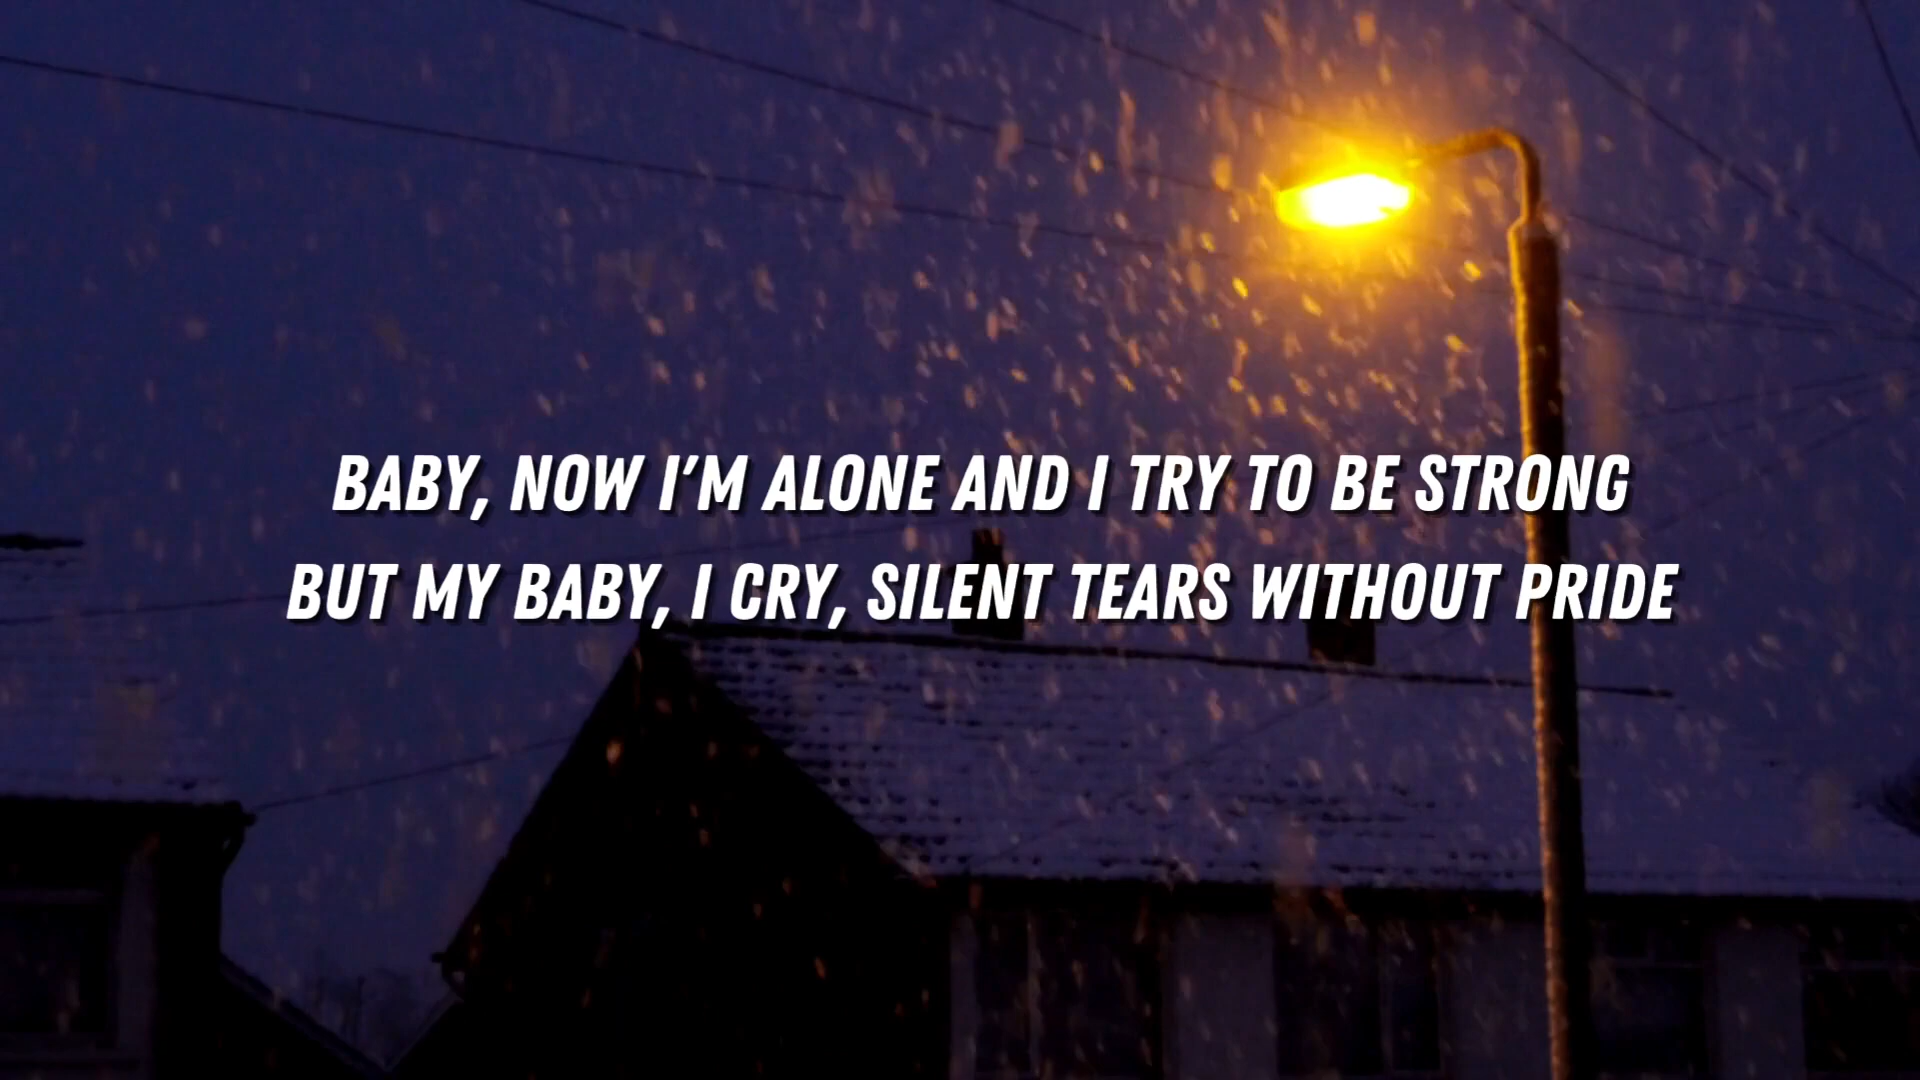 BABY, NOW I'M ALONE AND I TRY TO BE STRONG
BUT MY BABY, I CRY, SILENT TEARS WITHOUT PRIDE